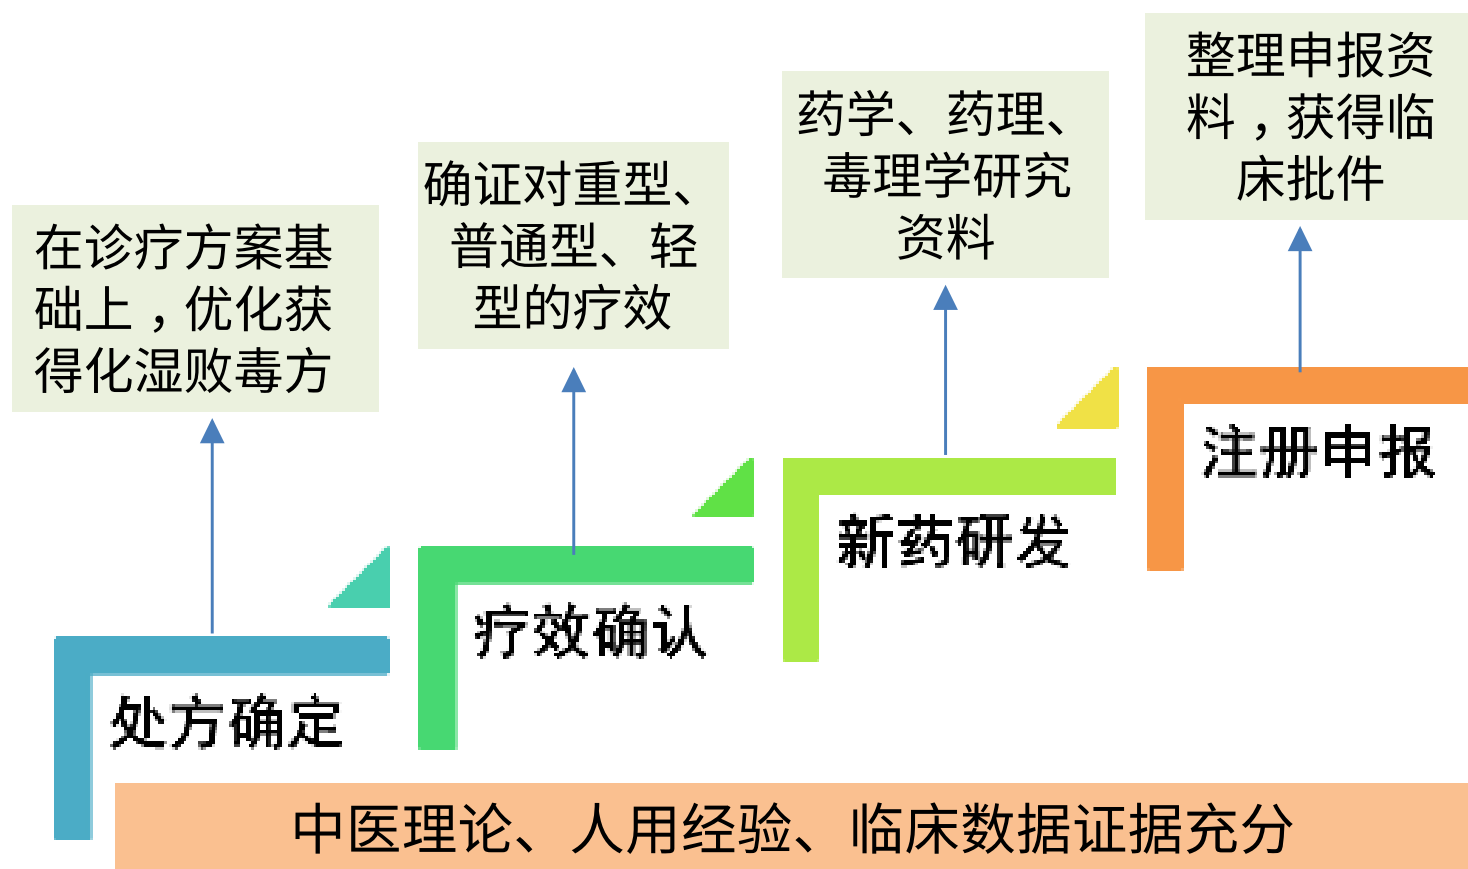 在诊疗方案基
础上，优化获
得化湿败毒方
处方确定
确证对重型、
普通型、轻
型的疗效
疗效确认
药学、药理、
毒理学研究
资料
新药研发
整理申报资
料，获得临
床批件
注册申报
中医理论、人用经验、临床数据证据充分